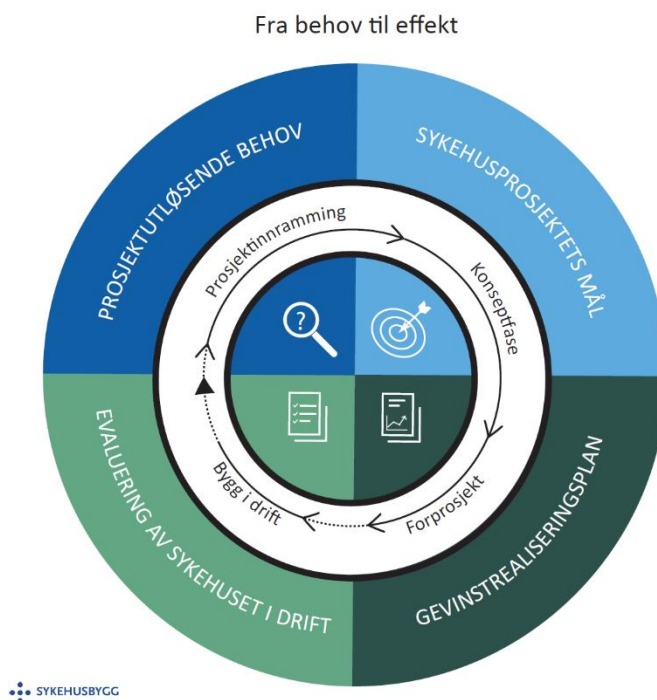 Fra behov til effekt
PROSJEKTUTLØSENDE BEHOV
SYKEHUSPROSJEKTETS MÅL
Prosjektinnramming
Konseptfase
?
Bygg i drift
Forprosjekt
EVALUERING AV SYKEHUSET I DRIFT
GEVINSTREALISERINGSPLAN
SYKEHUSBYGG